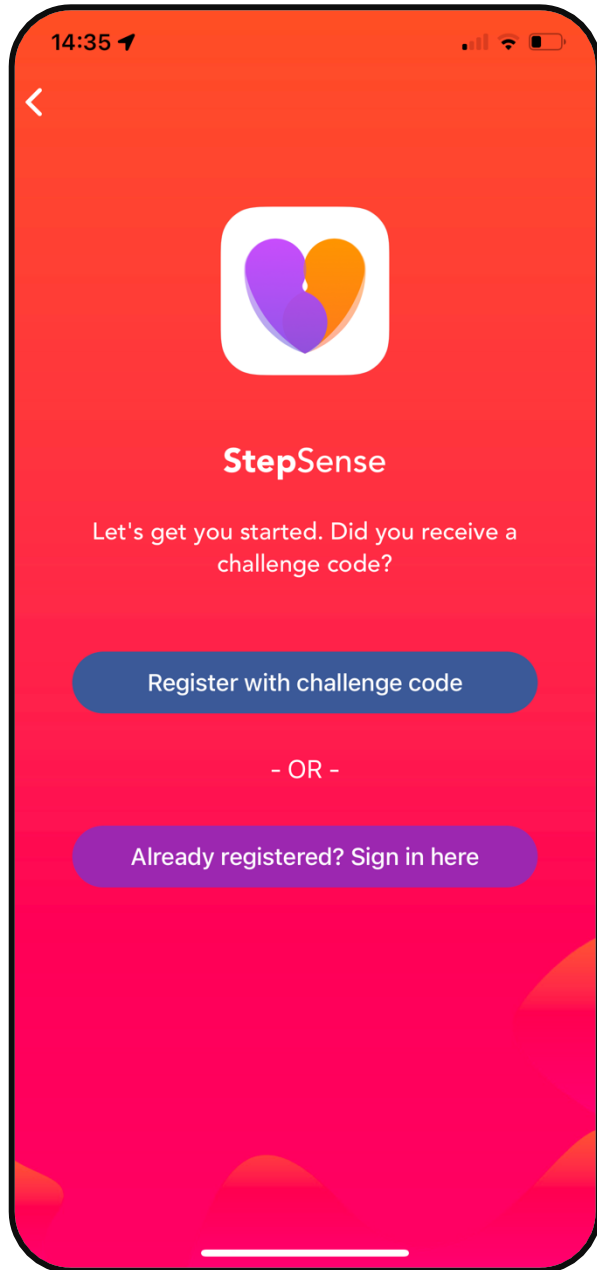 14:35
StepSense
Let's get you started. Did you receive a
challenge code?
Register with challenge code
- OR -
Already registered? Sign in here